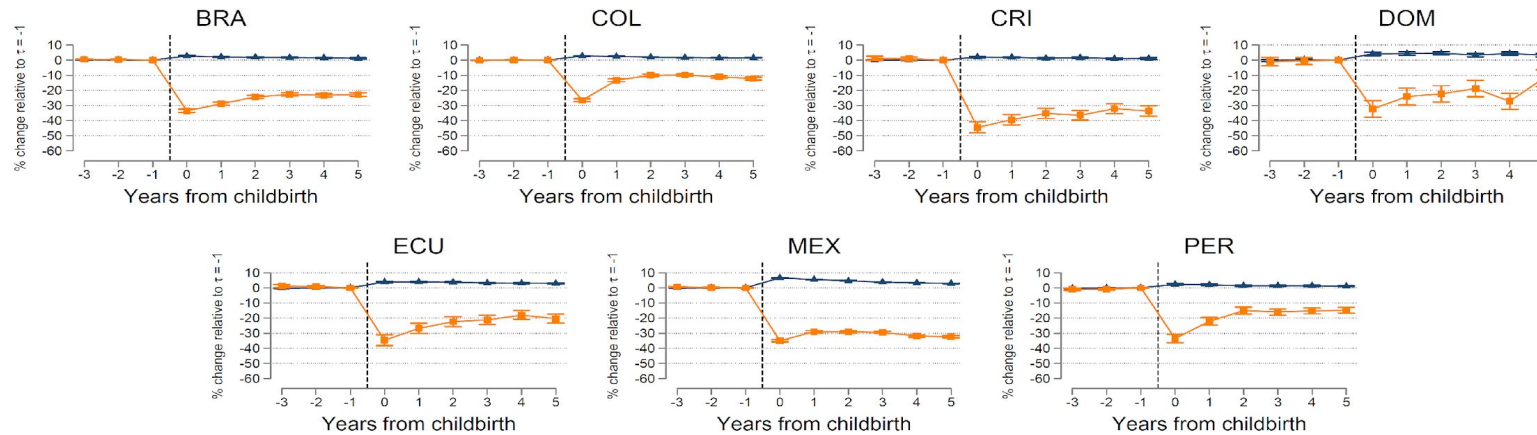 BRA
% change relative to τ = -1
10
0
-10
-20
-30
-40
-50
-60
-3 -2 -1 0 1 2 3 4 5
Years from childbirth
COL
% change relative to τ = -1
10
0
-10
-20
-30
-40
-50
-60
-3 -2 -1 0 1 2 3 4 5
Years from childbirth
CRI
% change relative to τ = -1
10
0
-10
-20
-30
-40
-50
-60
-3 -2 -1 0 1 2 3 4 5
Years from childbirth
DOM
% change relative to τ = -1
10
0
-10
-20
-30
-40
-50
-60
-3 -2 -1 0 1 2 3 4
Years from childbirth
ECU
% change relative to τ = -1
10
0
-10
-20
-30
-40
-50
-60
-3 -2 -1 0 1 2 3 4 5
Years from childbirth
MEX
% change relative to τ = -1
10
0
-10
-20
-30
-40
-50
-60
-3 -2 -1 0 1 2 3 4 5
Years from childbirth
PER
% change relative to τ = -1
10
0
-10
-20
-30
-40
-50
-60
-3 -2 -1 0 1 2 3 4 5
Years from childbirth